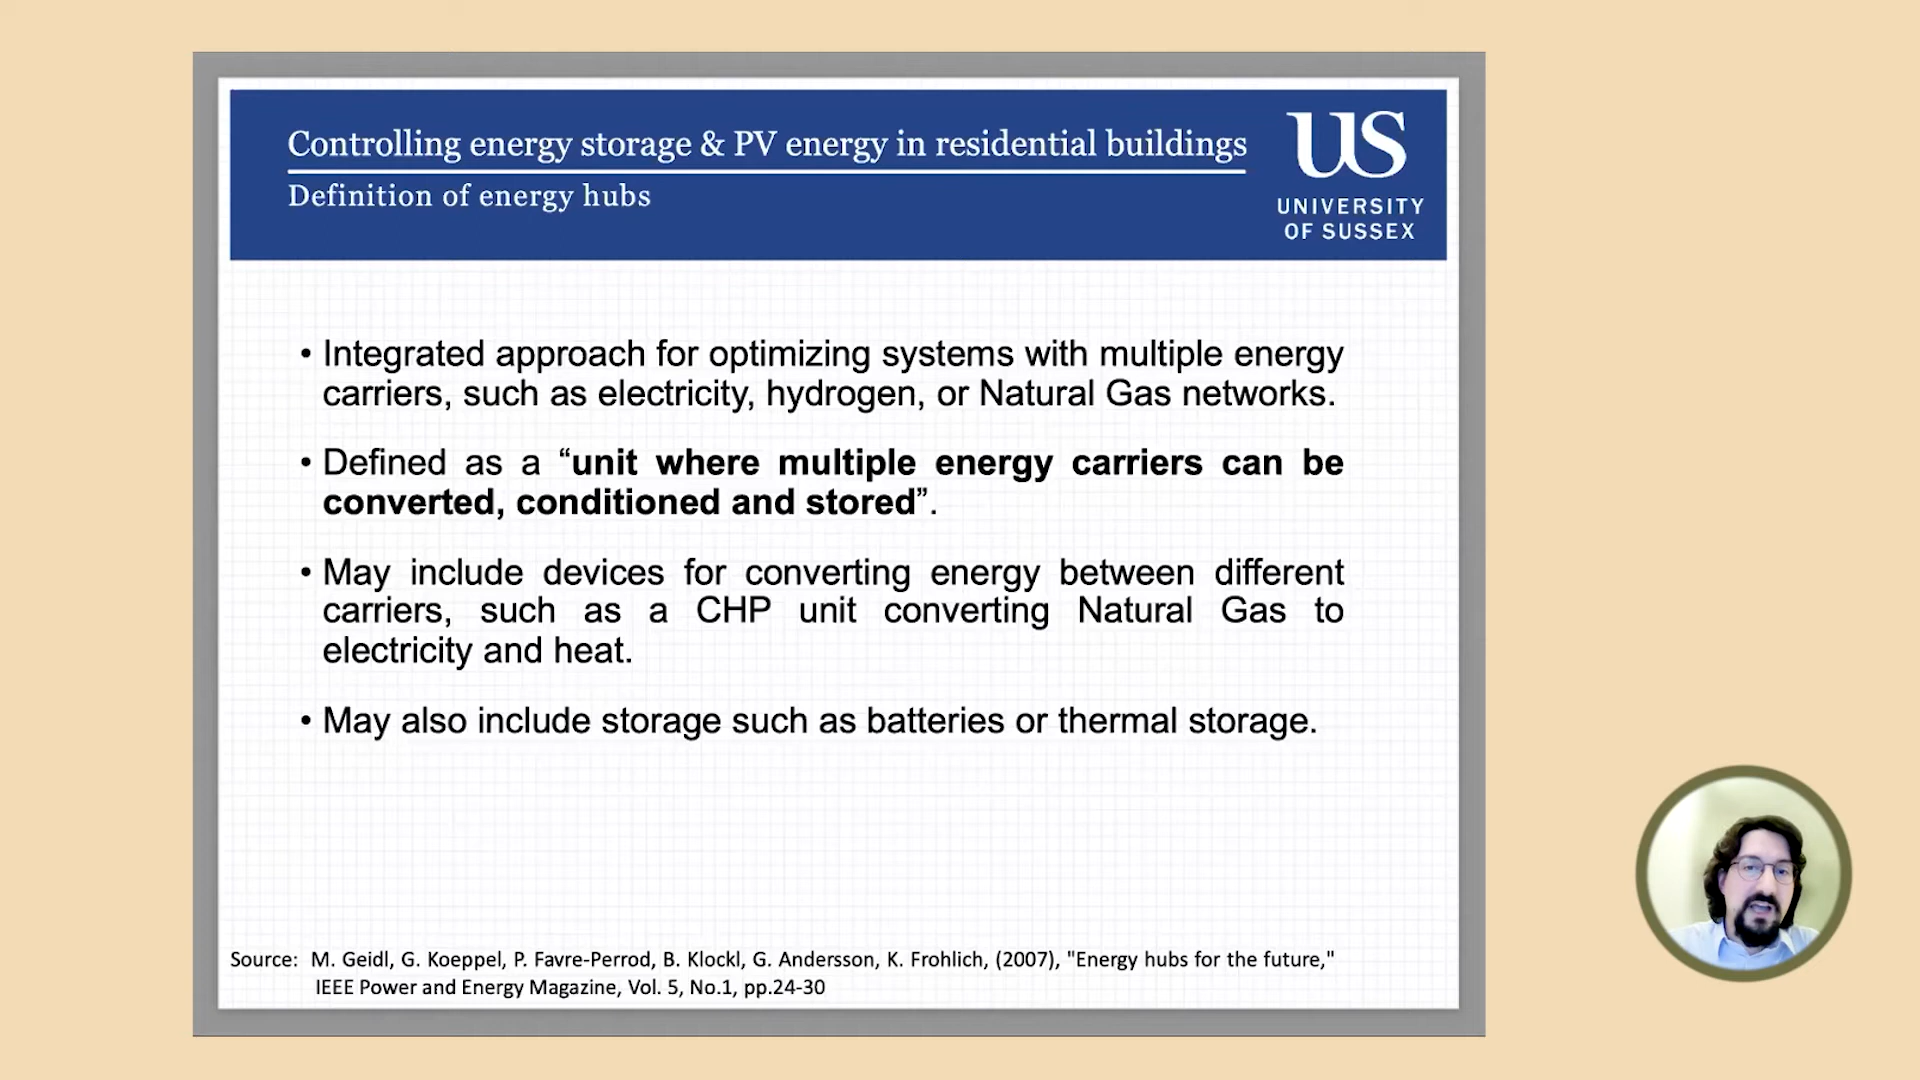 Controlling energy storage & PV energy in residential buildings
Definition of energy hubs
US
UNIVERSITY
OF SUSSEX
• Integrated approach for optimizing systems with multiple energy
carriers, such as electricity, hydrogen, or Natural Gas networks.
• Defined as a “unit where multiple energy carriers can be
converted, conditioned and stored”.
• May include devices for converting energy between different
carriers, such as a CHP unit converting Natural Gas to
electricity and heat.
• May also include storage such as batteries or thermal storage.
Source: M. Geidl, G. Koeppel, P. Favre-Perrod, B. Klockl, G. Andersson, K. Frohlich, (2007), "Energy hubs for the future,"
IEEE Power and Energy Magazine, Vol. 5, No.1, pp.24-30